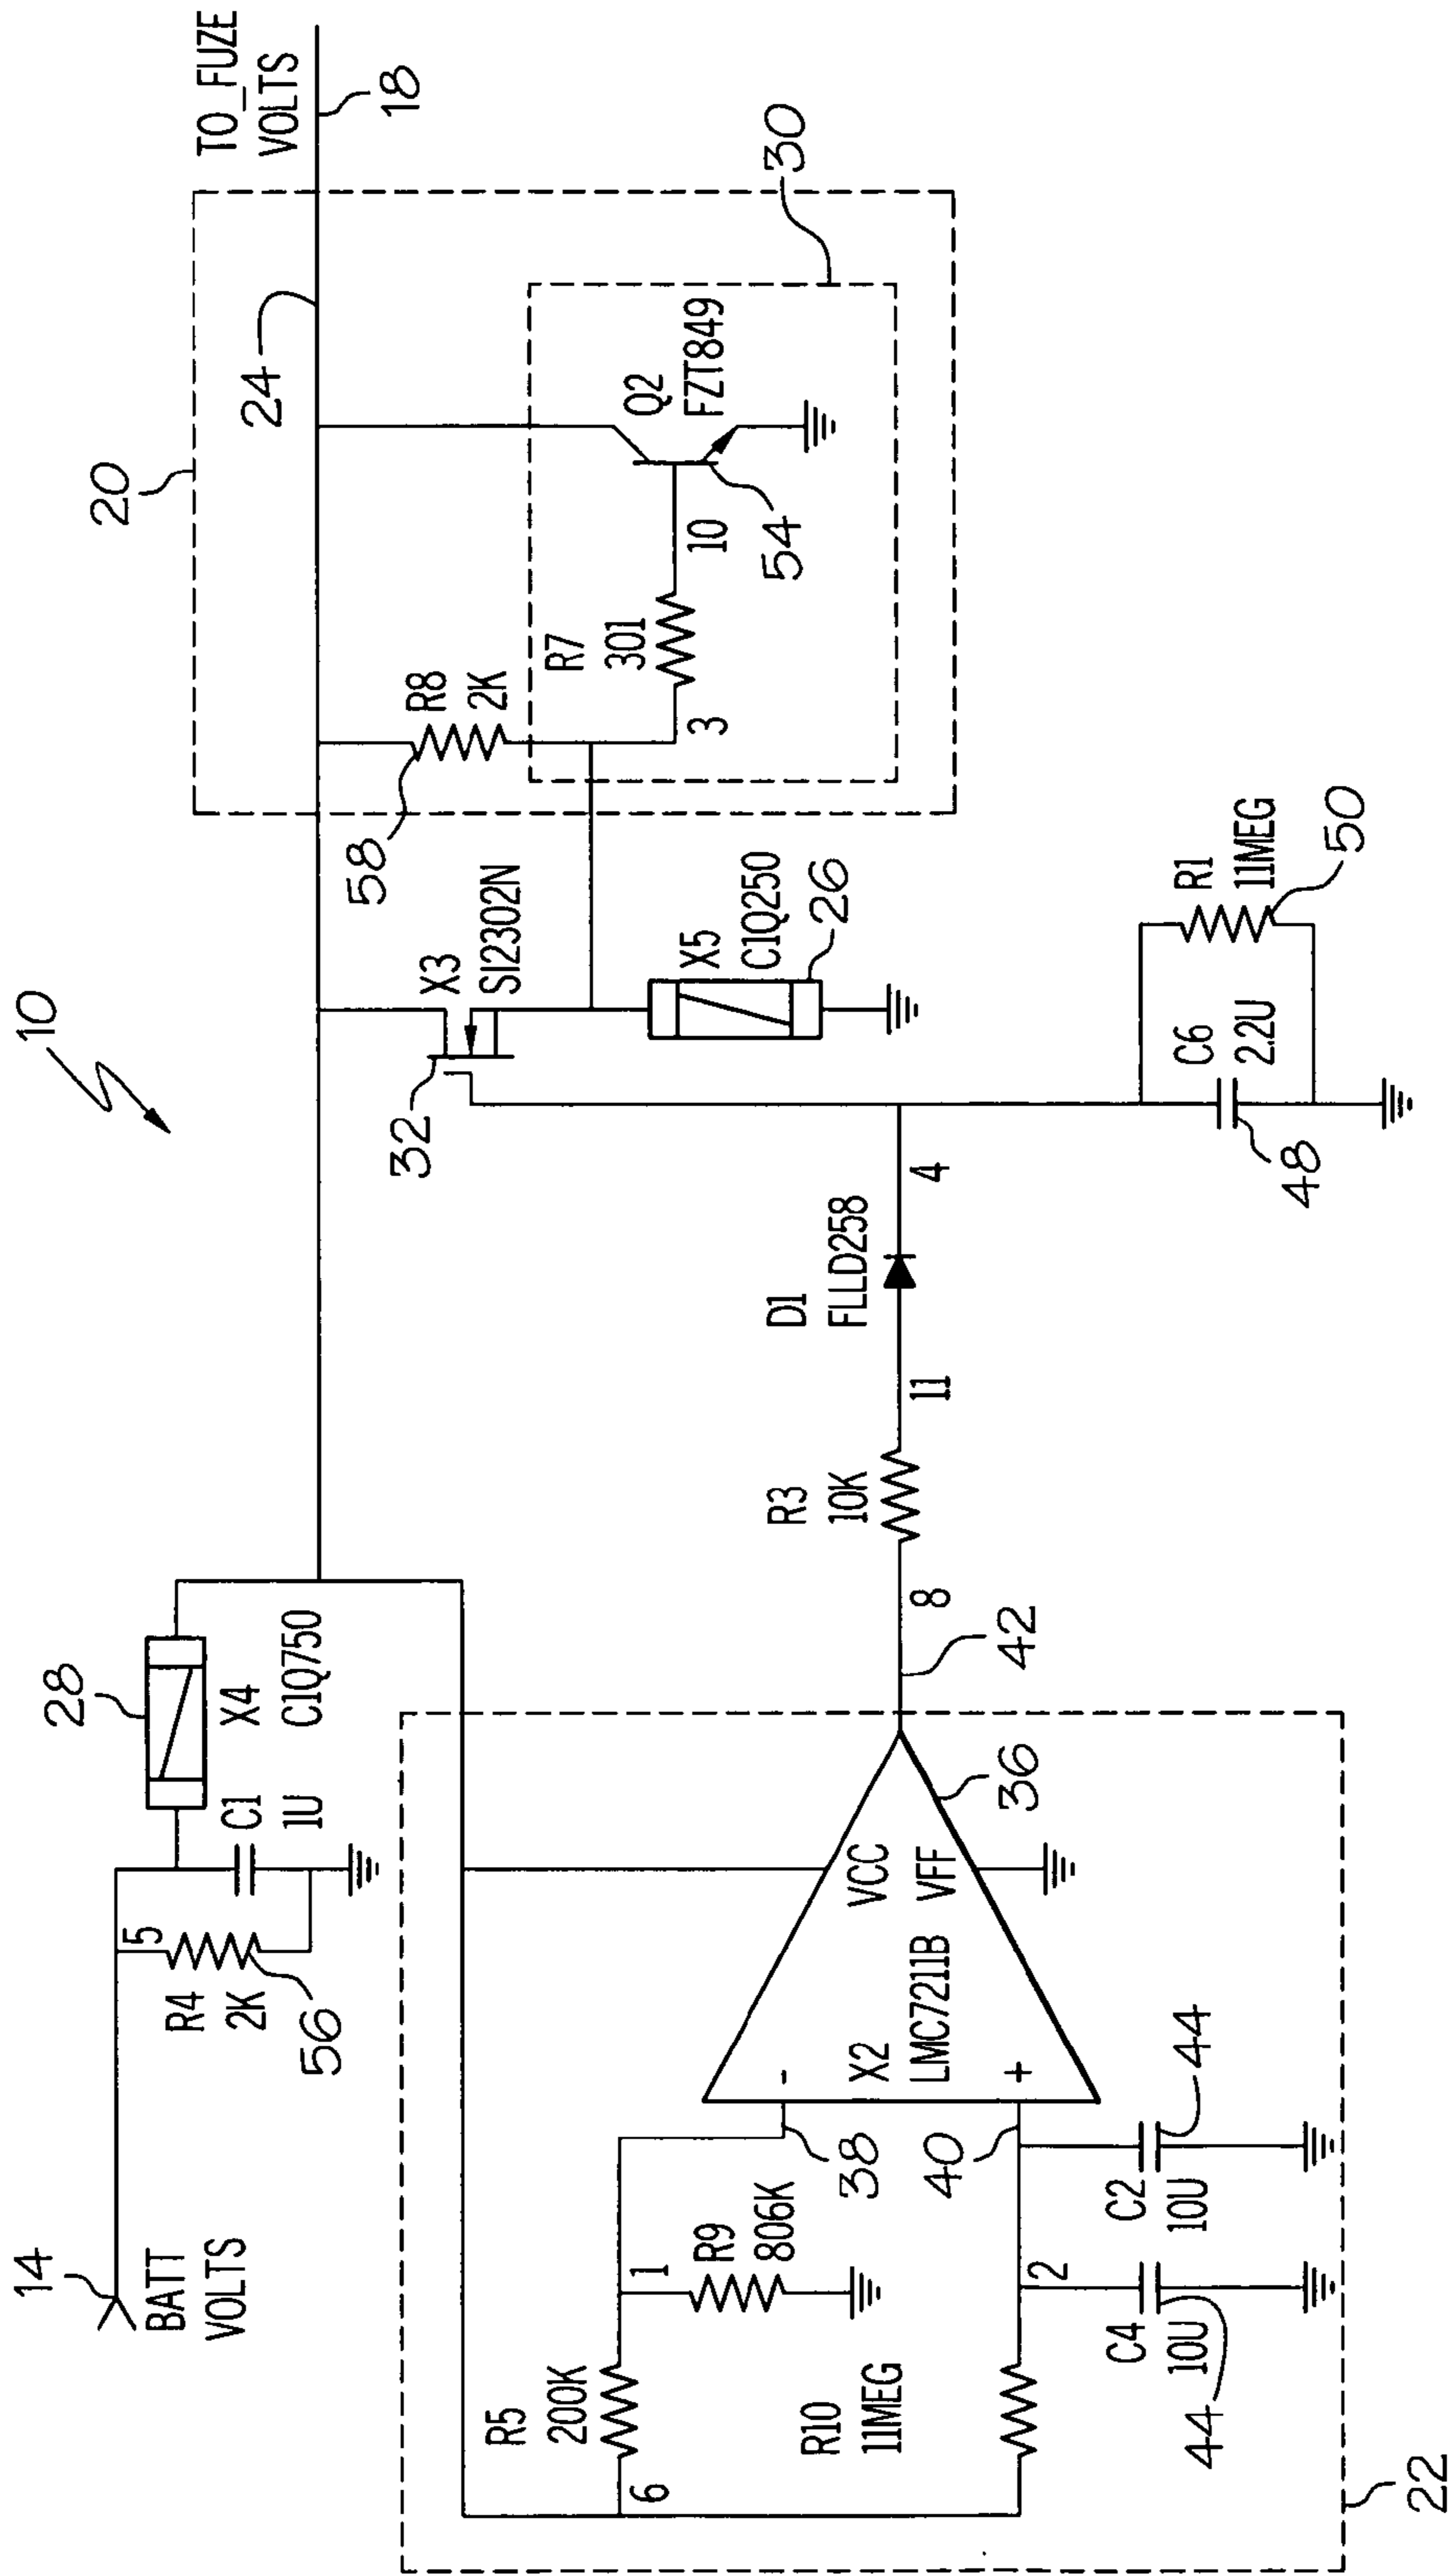 10
14
BATT
VOLTS
5
R4
2K
56
C1
1U
28
X4
C1Q750
24
20
TO_FUZE
VOLTS
18
58
R8
2K
R7
301
3
10
54
Q2
FZT849
30
32
X3
SI2302N
X5
C1Q250
26
6
R5
200K
1
R9
806K
R10
11MEG
38
40
-
+
X2
LMC7211B
VCC
VFF
36
2
C4
10U
44
C2
10U
44
22
42
8
R3
10K
11
D1
FLLD258
4
C6
2.2U
48
R1
11MEG
50